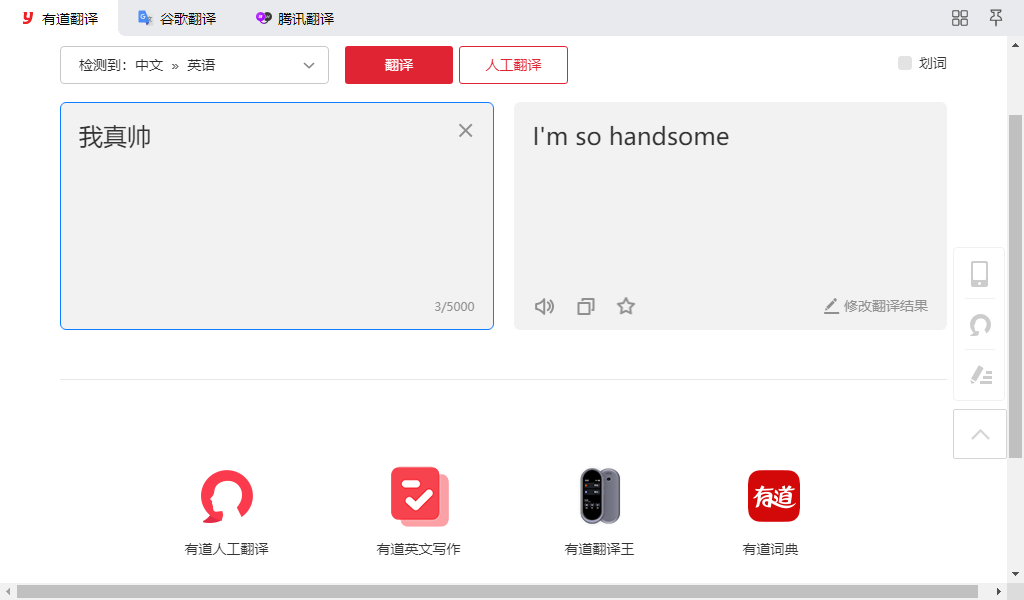 有道翻译 谷歌翻译 腾讯翻译
检测到：中文 » 英语 翻译 人工翻译 划词
我真帅 I'm so handsome
3/5000 修改翻译结果
有道
有道人工翻译 有道英文写作 有道翻译王 有道词典